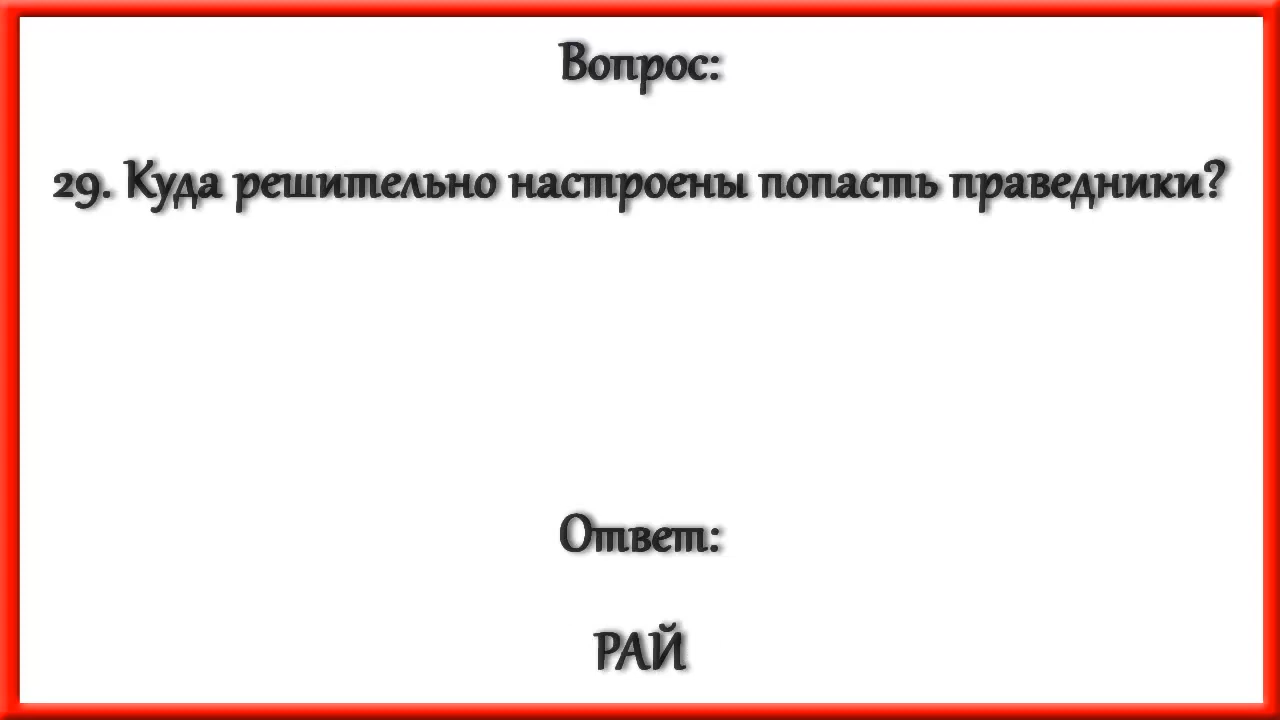 Вопрос:
29. Куда решительно настроены попасть праведники?
Ответ:
РАЙ